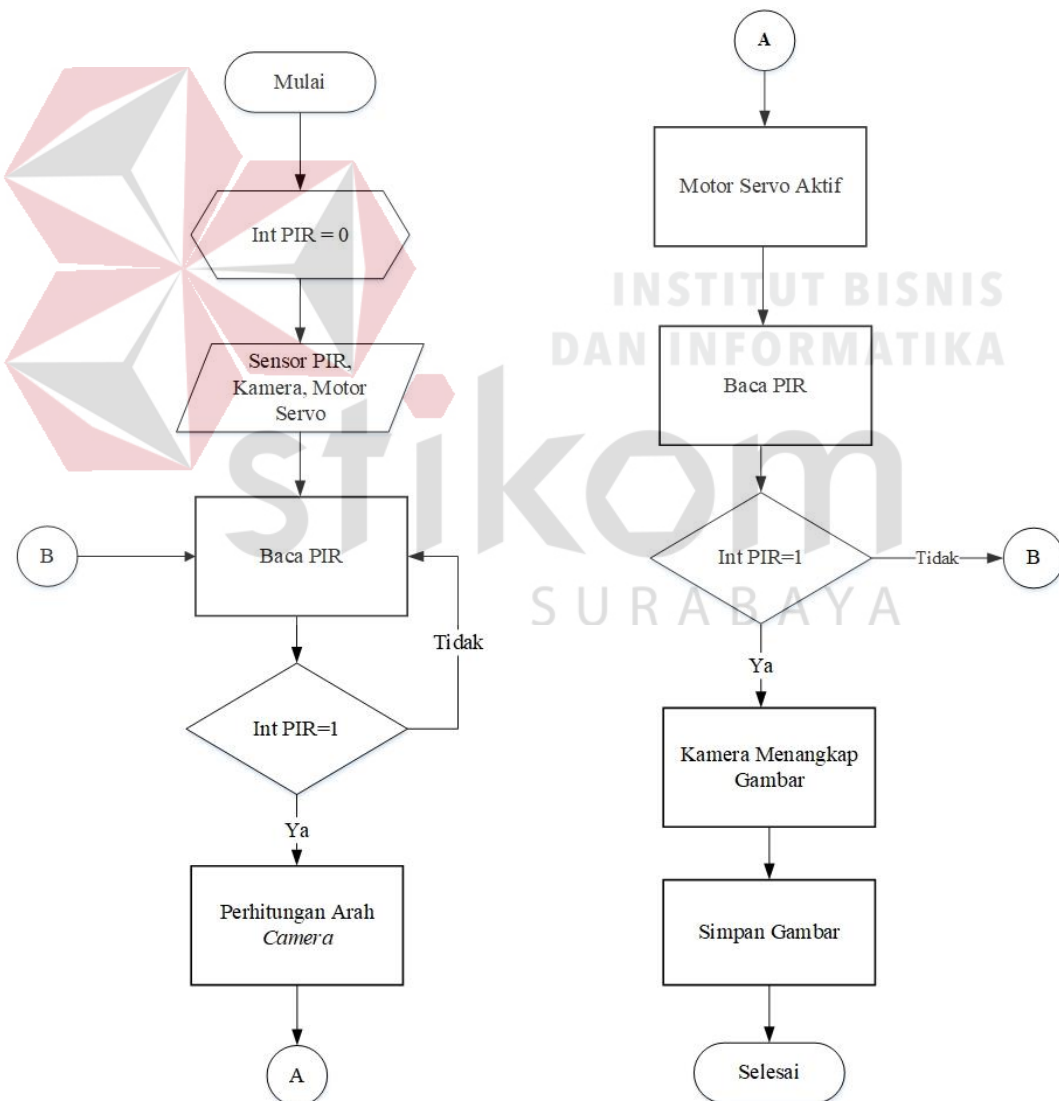 Mulai
Int PIR = 0
Sensor PIR,
Kamera, Motor
Servo
B
Baca PIR
Tidak
Int PIR=1
Ya
Perhitungan Arah
Camera
A
A
Motor Servo Aktif
Baca PIR
Int PIR=1
Tidak
B
Ya
Kamera Menangkap
Gambar
Simpan Gambar
Selesai
INSTITUT BISNIS
DAN INFORMATIKA
stikom
SURABAYA